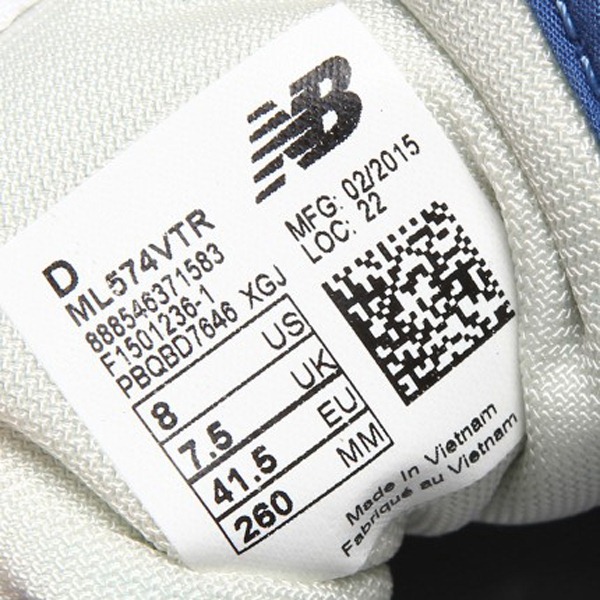 NB
MFG: 02/2015
LOC: 22
D
ML574VTR
888546371583
F1501236-1
PBQBD7646 XGJ
8 US
7.5 UK
41.5 EU
260 MM
Made in Vietnam
Fabriqué au Vietnam